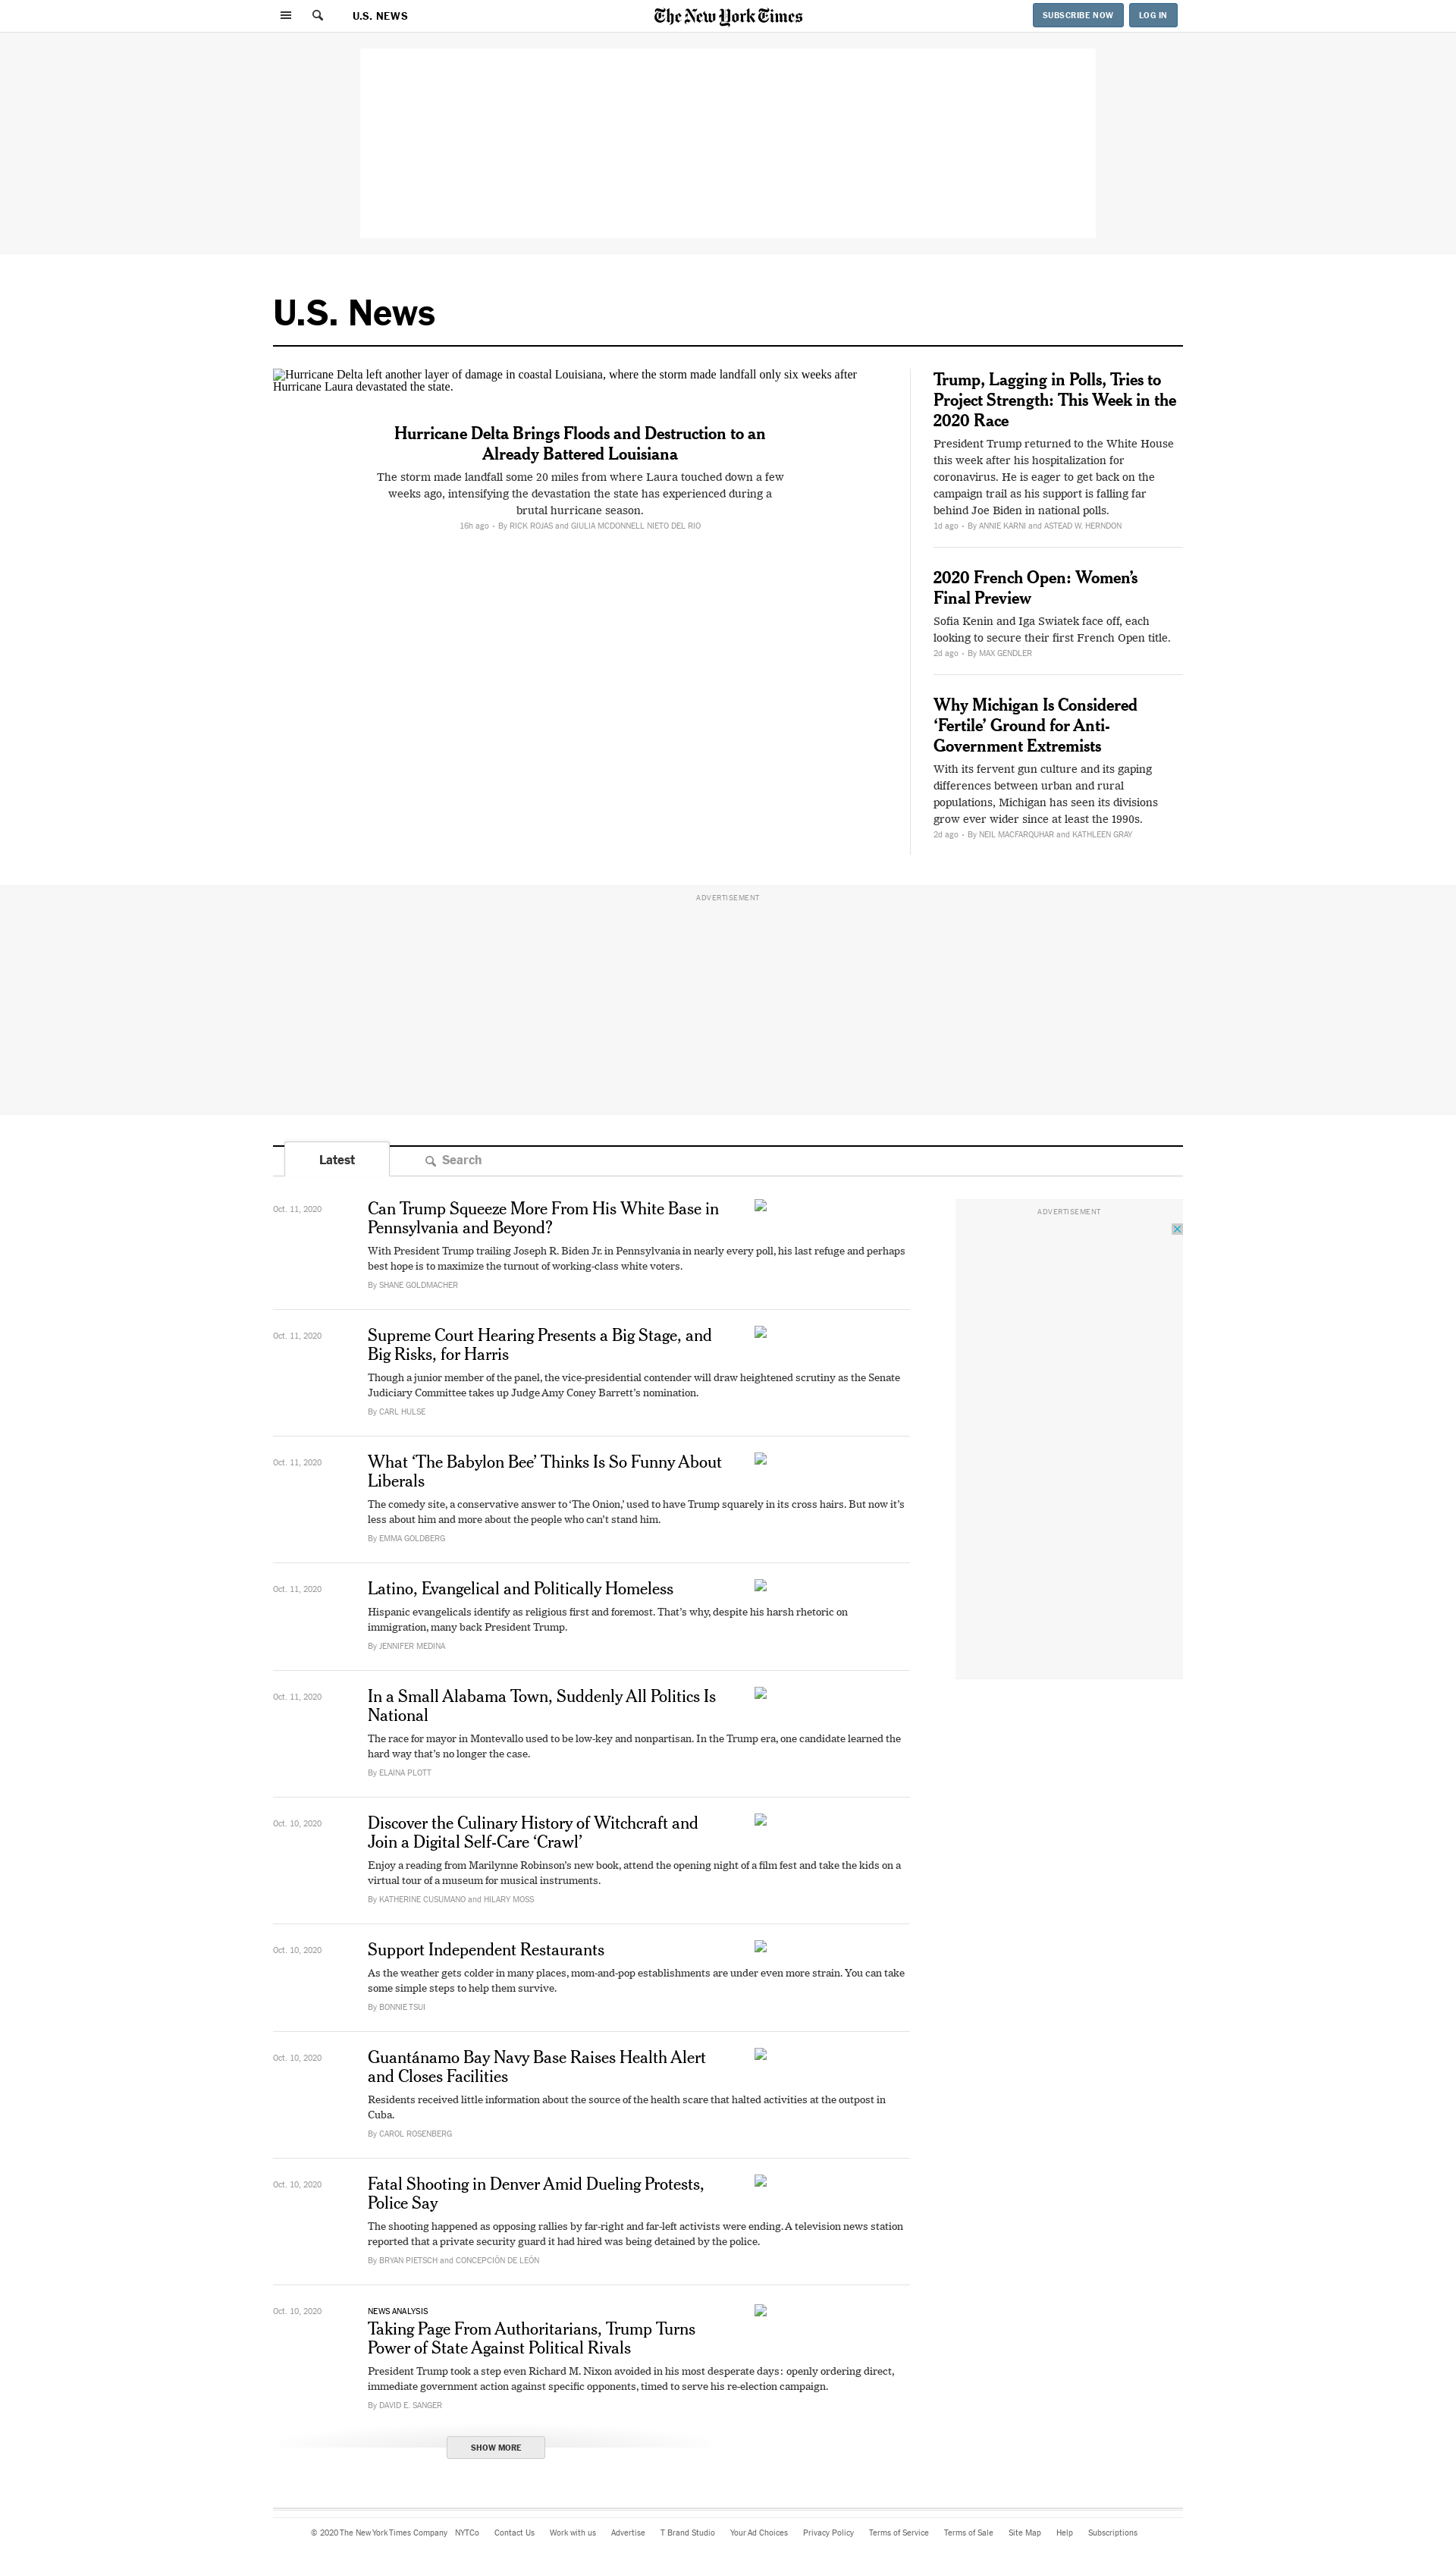 U.S. NEWS
The New York Times
SUBSCRIBE NOW
LOG IN
U.S. News
Hurricane Delta left another layer of damage in coastal Louisiana, where the storm made landfall only six weeks after
Hurricane Laura devastated the state.
Hurricane Delta Brings Floods and Destruction to an
Already Battered Louisiana
The storm made landfall some 20 miles from where Laura touched down a few
weeks ago, intensifying the devastation the state has experienced during a
brutal hurricane season.
16h ago • By RICK ROJAS and GIULIA MCDONNELL NIETO DEL RIO
Trump, Lagging in Polls, Tries to
Project Strength: This Week in the
2020 Race
President Trump returned to the White House
this week after his hospitalization for
coronavirus. He is eager to get back on the
campaign trail as his support is falling far
behind Joe Biden in national polls.
1d ago • By ANNIE KARNI and ASTEAD W. HERNDON
2020 French Open: Women’s
Final Preview
Sofia Kenin and Iga Swiatek face off, each
looking to secure their first French Open title.
2d ago • By MAX GENDLER
Why Michigan Is Considered
‘Fertile’ Ground for Anti-
Government Extremists
With its fervent gun culture and its gaping
differences between urban and rural
populations, Michigan has seen its divisions
grow ever wider since at least the 1990s.
2d ago • By NEIL MACFARQUHAR and KATHLEEN GRAY
ADVERTISEMENT
Latest
Search
Oct. 11, 2020
Can Trump Squeeze More From His White Base in
Pennsylvania and Beyond?
With President Trump trailing Joseph R. Biden Jr. in Pennsylvania in nearly every poll, his last refuge and perhaps
best hope is to maximize the turnout of working-class white voters.
By SHANE GOLDMACHER
ADVERTISEMENT
Oct. 11, 2020
Supreme Court Hearing Presents a Big Stage, and
Big Risks, for Harris
Though a junior member of the panel, the vice-presidential contender will draw heightened scrutiny as the Senate
Judiciary Committee takes up Judge Amy Coney Barrett’s nomination.
By CARL HULSE
Oct. 11, 2020
What ‘The Babylon Bee’ Thinks Is So Funny About
Liberals
The comedy site, a conservative answer to ‘The Onion,’ used to have Trump squarely in its cross hairs. But now it’s
less about him and more about the people who can’t stand him.
By EMMA GOLDBERG
Oct. 11, 2020
Latino, Evangelical and Politically Homeless
Hispanic evangelicals identify as religious first and foremost. That’s why, despite his harsh rhetoric on
immigration, many back President Trump.
By JENNIFER MEDINA
Oct. 11, 2020
In a Small Alabama Town, Suddenly All Politics Is
National
The race for mayor in Montevallo used to be low-key and nonpartisan. In the Trump era, one candidate learned the
hard way that’s no longer the case.
By ELAINA PLOTT
Oct. 10, 2020
Discover the Culinary History of Witchcraft and
Join a Digital Self-Care ‘Crawl’
Enjoy a reading from Marilynne Robinson’s new book, attend the opening night of a film fest and take the kids on a
virtual tour of a museum for musical instruments.
By KATHERINE CUSUMANO and HILARY MOSS
Oct. 10, 2020
Support Independent Restaurants
As the weather gets colder in many places, mom-and-pop establishments are under even more strain. You can take
some simple steps to help them survive.
By BONNIE TSUI
Oct. 10, 2020
Guantánamo Bay Navy Base Raises Health Alert
and Closes Facilities
Residents received little information about the source of the health scare that halted activities at the outpost in
Cuba.
By CAROL ROSENBERG
Oct. 10, 2020
Fatal Shooting in Denver Amid Dueling Protests,
Police Say
The shooting happened as opposing rallies by far-right and far-left activists were ending. A television news station
reported that a private security guard it had hired was being detained by the police.
By BRYAN PIETSCH and CONCEPCIÓN DE LEÓN
Oct. 10, 2020
NEWS ANALYSIS
Taking Page From Authoritarians, Trump Turns
Power of State Against Political Rivals
President Trump took a step even Richard M. Nixon avoided in his most desperate days: openly ordering direct,
immediate government action against specific opponents, timed to serve his re-election campaign.
By DAVID E. SANGER
SHOW MORE
© 2020 The New York Times Company NYTCo Contact Us Work with us Advertise T Brand Studio Your Ad Choices Privacy Policy Terms of Service Terms of Sale Site Map Help Subscriptions